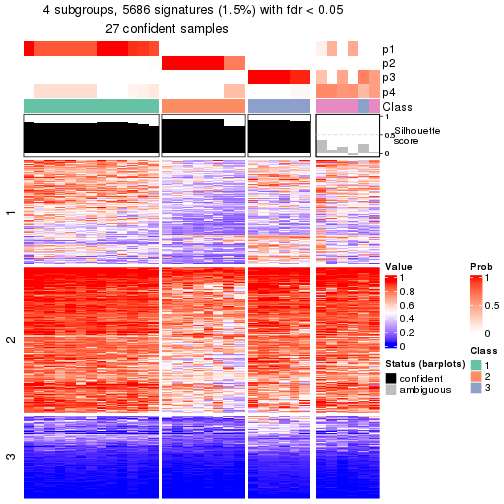 4 subgroups, 5686 signatures (1.5%) with fdr < 0.05
27 confident samples
p1
p2
p3
p4
Class
1
0.5
0
Silhouette
score
1
2
3
Value
1
0.8
0.6
0.4
0.2
0
Status (barplots)
confident
ambiguous
Prob
1
0.5
0
Class
1
2
3